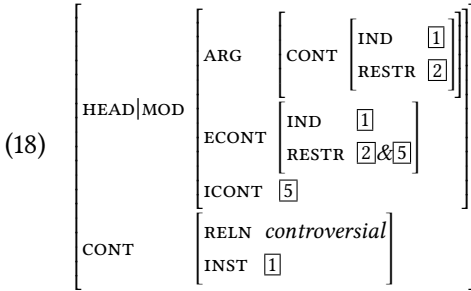 IND 1
ARG CONT
RESTR 2
HEAD|MOD
IND 1
ECONT
RESTR 2&5
(18)
ICONT 5
RELN controversial
CONT
INST 1